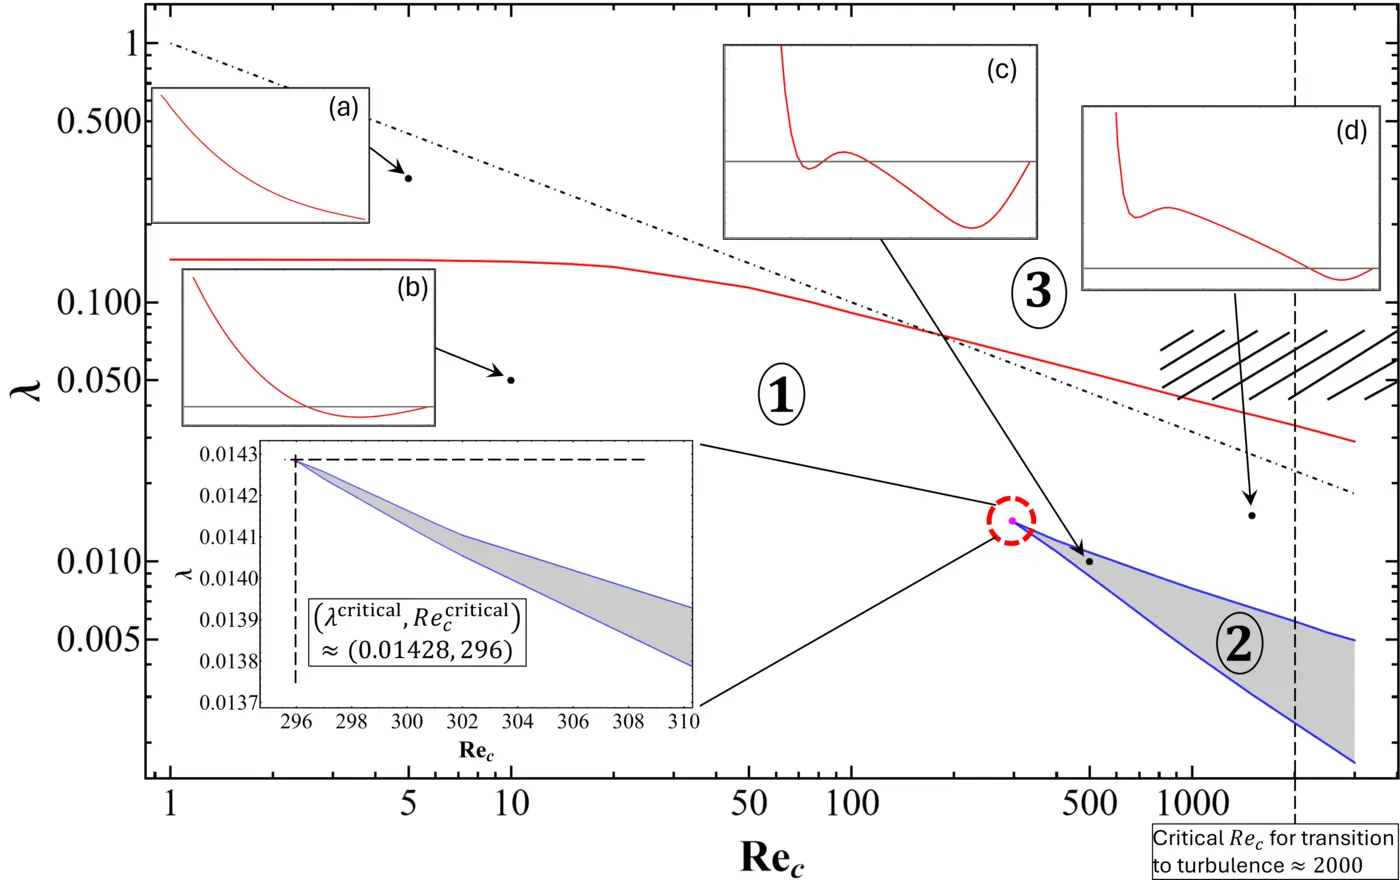 1
0.500
0.100
0.050
0.010
0.005
λ
(a)
(b)
(c)
(d)
3
1
2
0.0143
0.0142
0.0141
0.0140
0.0139
0.0138
0.0137
λ
(λ^critical, Re_c^critical)
≈ (0.01428, 296)
296 298 300 302 304 306 308 310
Re_c
1 5 10 50 100 500 1000
Re_c
Critical Re_c for transition
to turbulence ≈ 2000